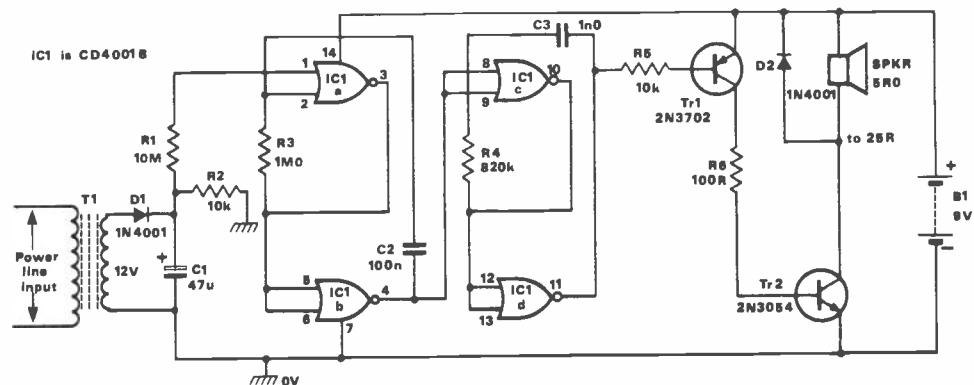 IC1 is CD4001B
14
1
2
IC1
a
3
R1
10M
R2
10k
R3
1M0
T1
D1
1N4001
Power
line
input
12V
+
C1
47u
C2
100n
5
6
IC1
b
4
7
0V
C3
1n0
8
9
IC1
c
10
R4
820k
12
13
IC1
d
11
R5
10k
Tr1
2N3702
R6
100R
D2
1N4001
SPKR
5R0
to 25R
Tr2
2N3054
+
B1
9V
−